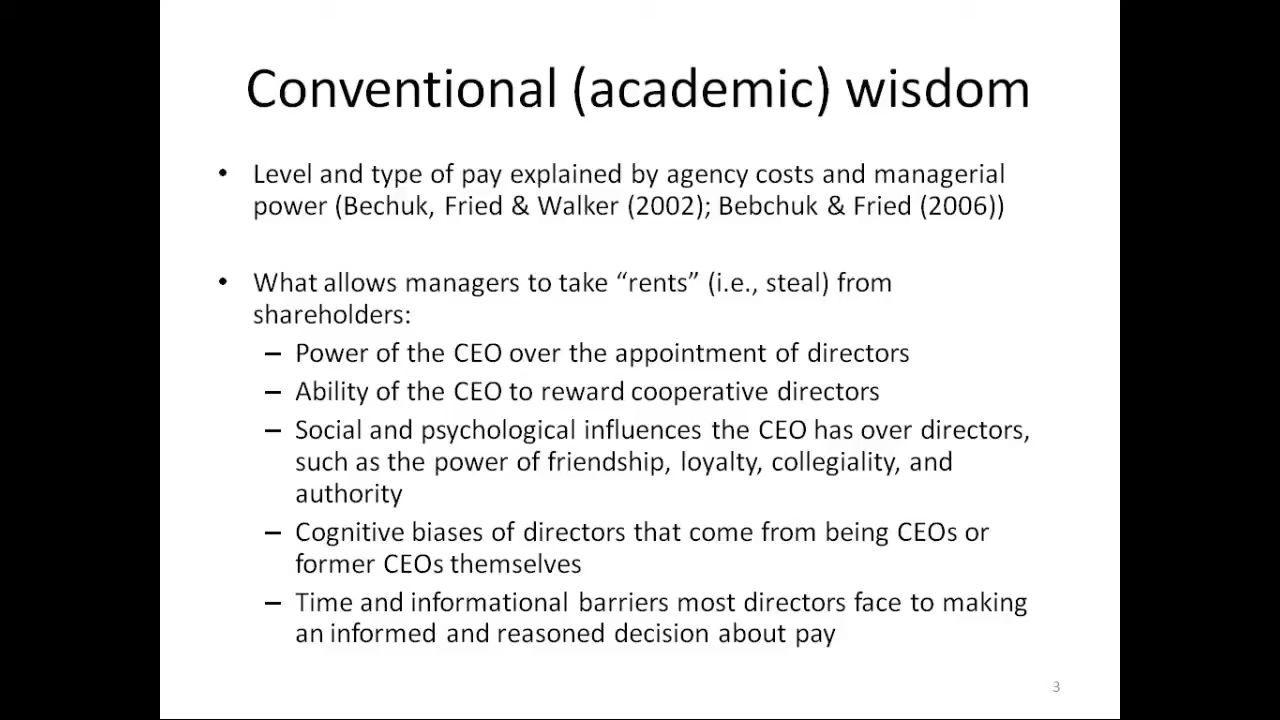 Conventional (academic) wisdom
• Level and type of pay explained by agency costs and managerial
power (Bechuk, Fried & Walker (2002); Bebchuk & Fried (2006))
• What allows managers to take “rents” (i.e., steal) from
shareholders:
– Power of the CEO over the appointment of directors
– Ability of the CEO to reward cooperative directors
– Social and psychological influences the CEO has over directors,
such as the power of friendship, loyalty, collegiality, and
authority
– Cognitive biases of directors that come from being CEOs or
former CEOs themselves
– Time and informational barriers most directors face to making
an informed and reasoned decision about pay
3